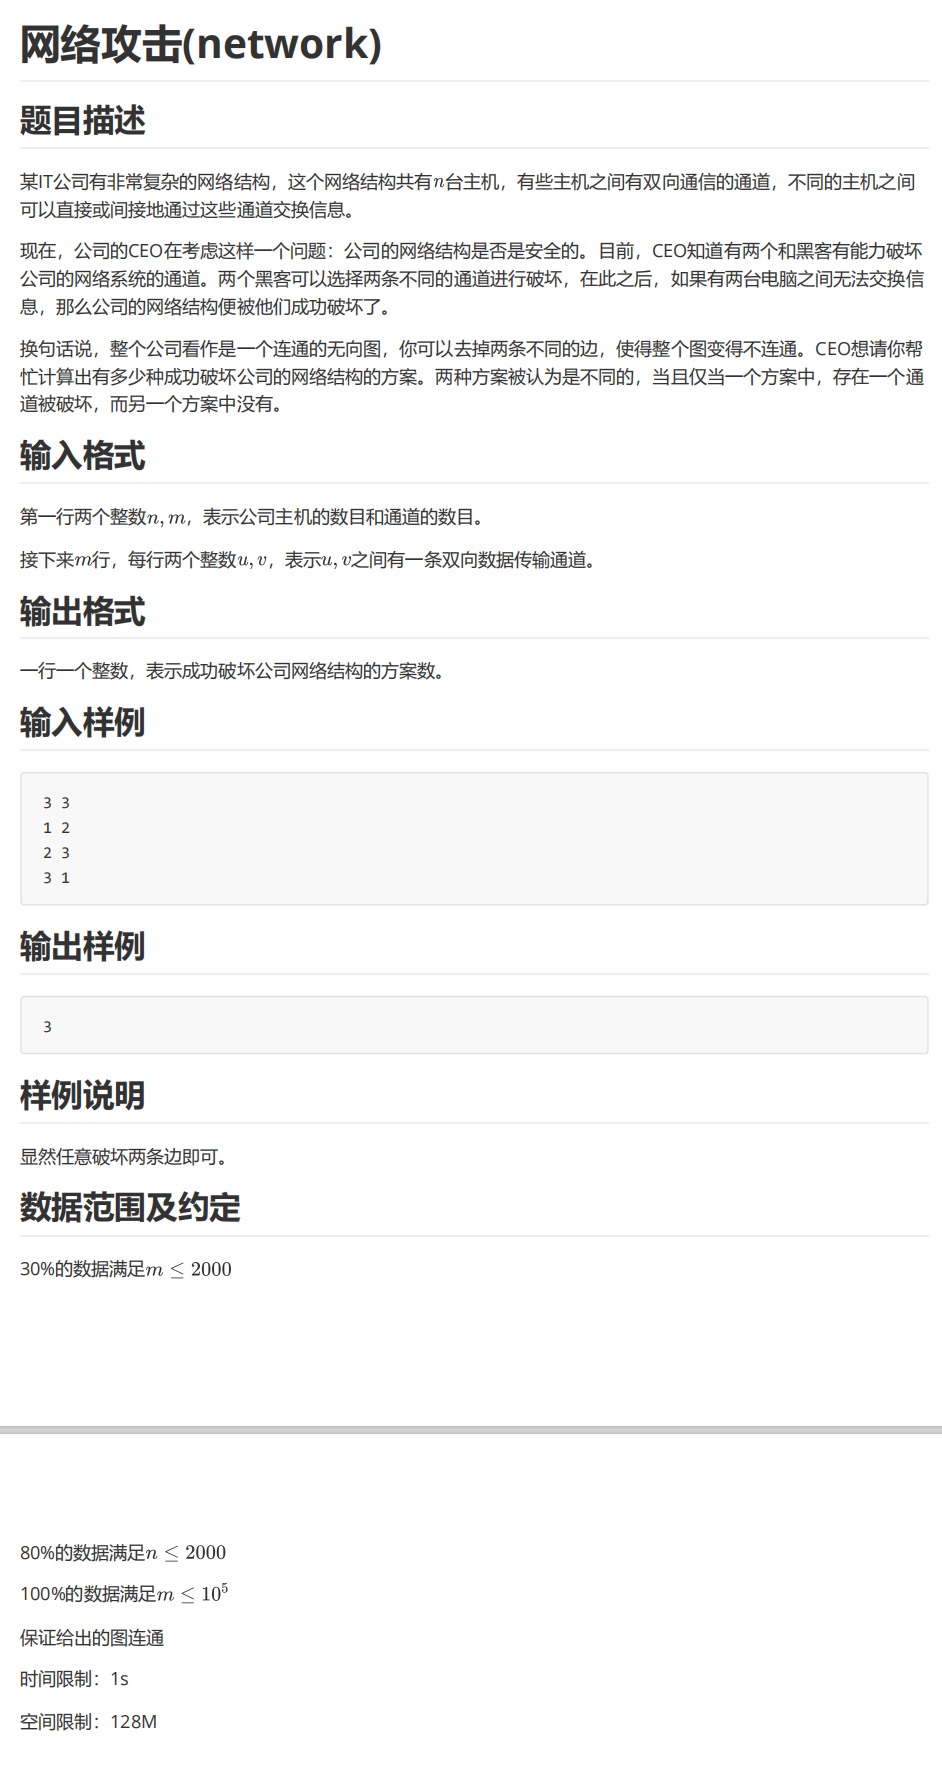 网络攻击(network)
题目描述
某IT公司有非常复杂的网络结构，这个网络结构共有n台主机，有些主机之间有双向通信的通道，不同的主机之间
可以直接或间接地通过这些通道交换信息。
现在，公司的CEO在考虑这样一个问题：公司的网络结构是否是安全的。目前，CEO知道有两个和黑客有能力破坏
公司的网络系统的通道。两个黑客可以选择两条不同的通道进行破坏，在此之后，如果有两台电脑之间无法交换信
息，那么公司的网络结构便被他们成功破坏了。
换句话说，整个公司看作是一个连通的无向图，你可以去掉两条不同的边，使得整个图变得不连通。CEO想请你帮
忙计算出有多少种成功破坏公司的网络结构的方案。两种方案被认为是不同的，当且仅当一个方案中，存在一个通
道被破坏，而另一个方案中没有。
输入格式
第一行两个整数n, m，表示公司主机的数目和通道的数目。
接下来m行，每行两个整数u, v，表示u, v之间有一条双向数据传输通道。
输出格式
一行一个整数，表示成功破坏公司网络结构的方案数。
输入样例
3 3
1 2
2 3
3 1
输出样例
3
样例说明
显然任意破坏两条边即可。
数据范围及约定
30%的数据满足m ≤ 2000
80%的数据满足n ≤ 2000
100%的数据满足m ≤ 10⁵
保证给出的图连通
时间限制：1s
空间限制：128M